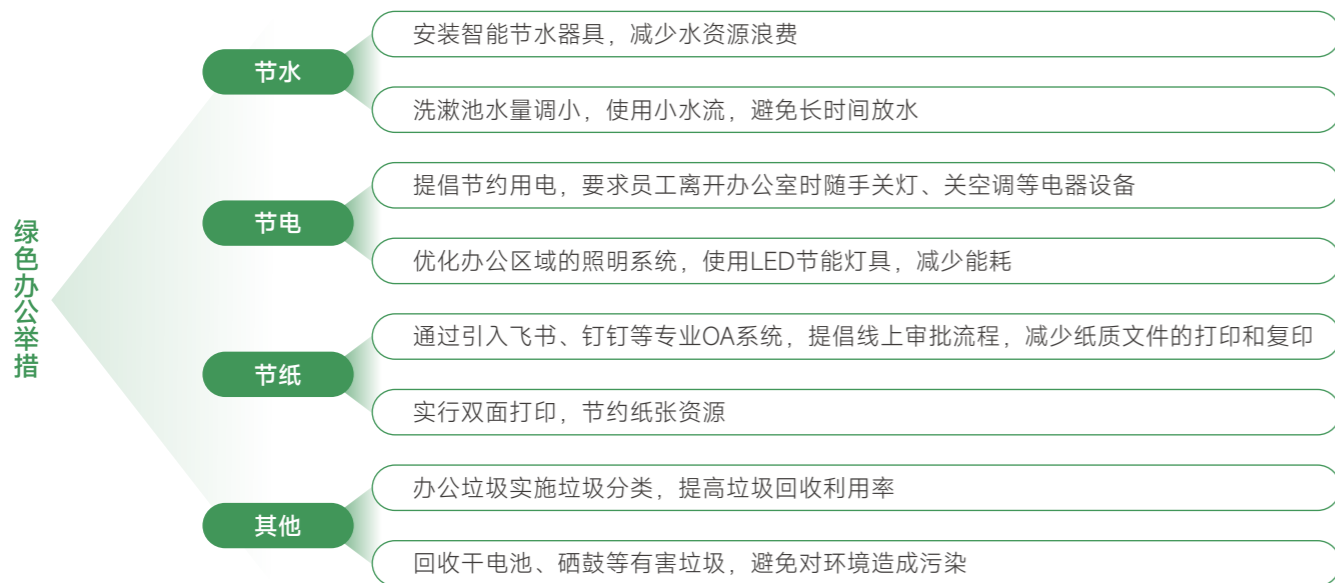 绿色办公举措
节水
安装智能节水器具，减少水资源浪费
洗漱池水量调小，使用小水流，避免长时间放水
节电
提倡节约用电，要求员工离开办公室时随手关灯、关空调等电器设备
优化办公区域的照明系统，使用LED节能灯具，减少能耗
节纸
通过引入飞书、钉钉等专业OA系统，提倡线上审批流程，减少纸质文件的打印和复印
实行双面打印，节约纸张资源
其他
办公垃圾实施垃圾分类，提高垃圾回收利用率
回收干电池、硒鼓等有害垃圾，避免对环境造成污染